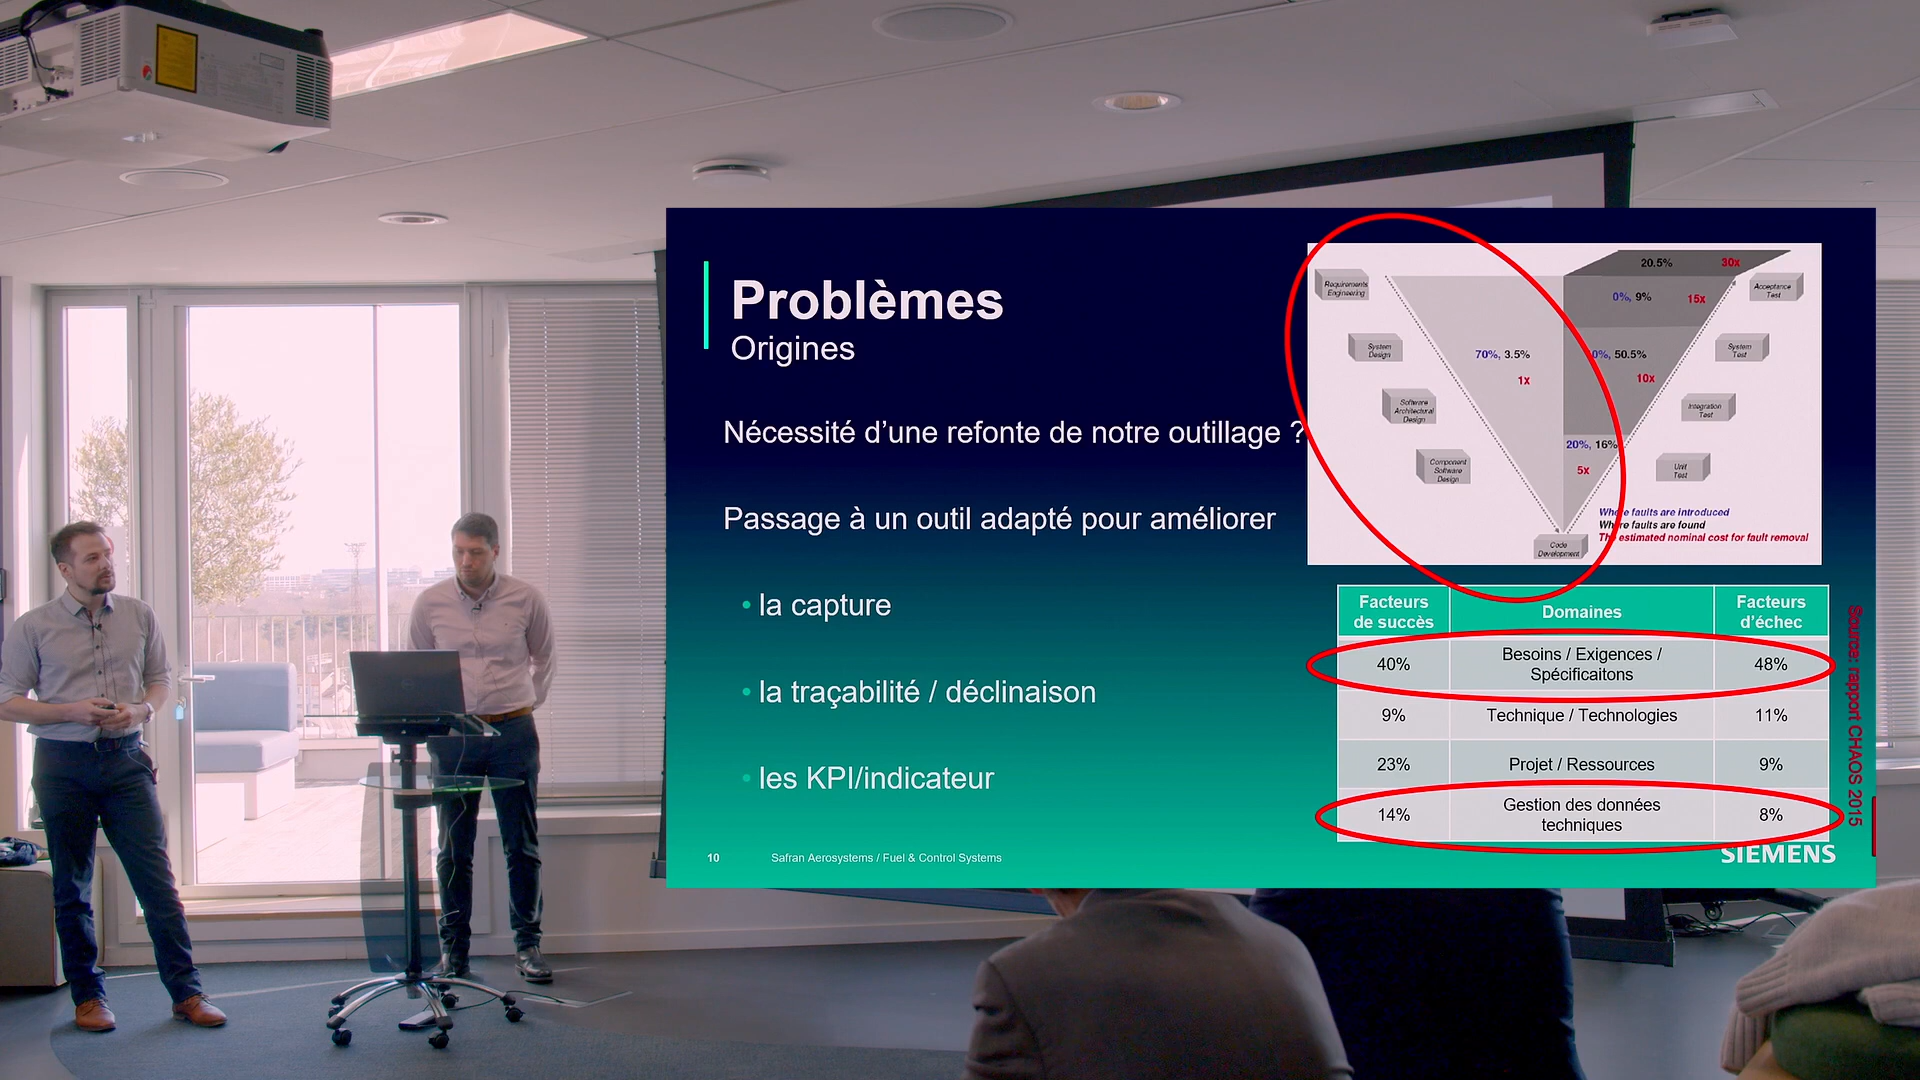 Problèmes
Origines
Nécessité d’une refonte de notre outillage ?
Passage à un outil adapté pour améliorer
• la capture
• la traçabilité / déclinaison
• les KPI/indicateur
10
Safran Aerosystems / Fuel & Control Systems
Requirements
Engineering
System
Design
Software
Architectural
Design
Component
Software
Design
Code
Development
70%, 3.5%
1x
20.5%
30x
0%, 9%
15x
0%, 50.5%
10x
20%, 16%
5x
Acceptance
Test
System
Test
Integration
Test
Unit
Test
Where faults are introduced
Where faults are found
The estimated nominal cost for fault removal
Facteurs
de succès
Domaines
Facteurs
d’échec
40%
Besoins / Exigences /
Spécificaitons
48%
9%
Technique / Technologies
11%
23%
Projet / Ressources
9%
14%
Gestion des données
techniques
8%
Source: rapport CHAOS 2015
SIEMENS